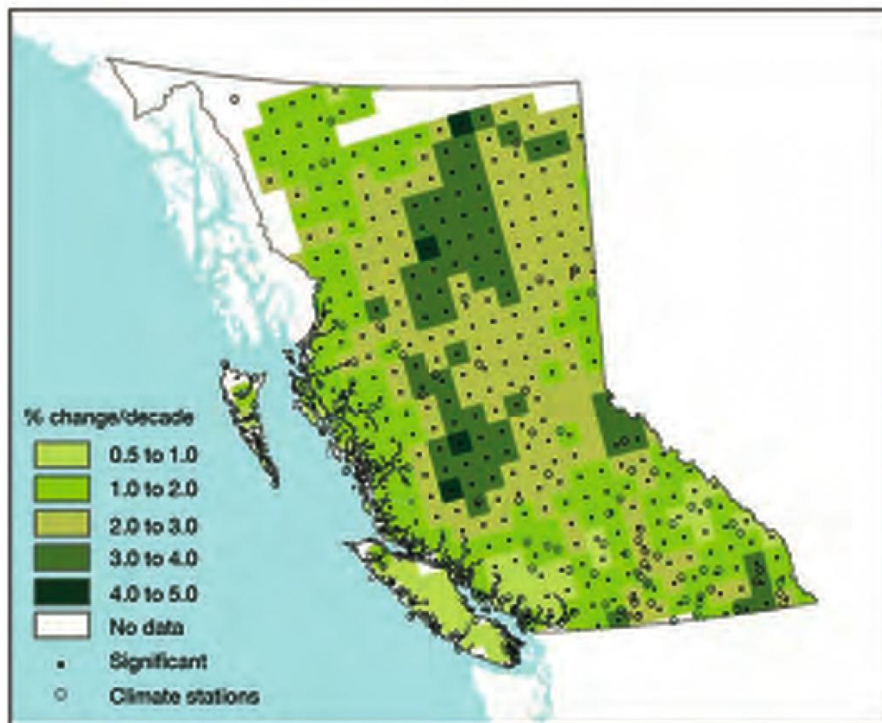 % change/decade
0.5 to 1.0
1.0 to 2.0
2.0 to 3.0
3.0 to 4.0
4.0 to 5.0
No data
Significant
Climate stations